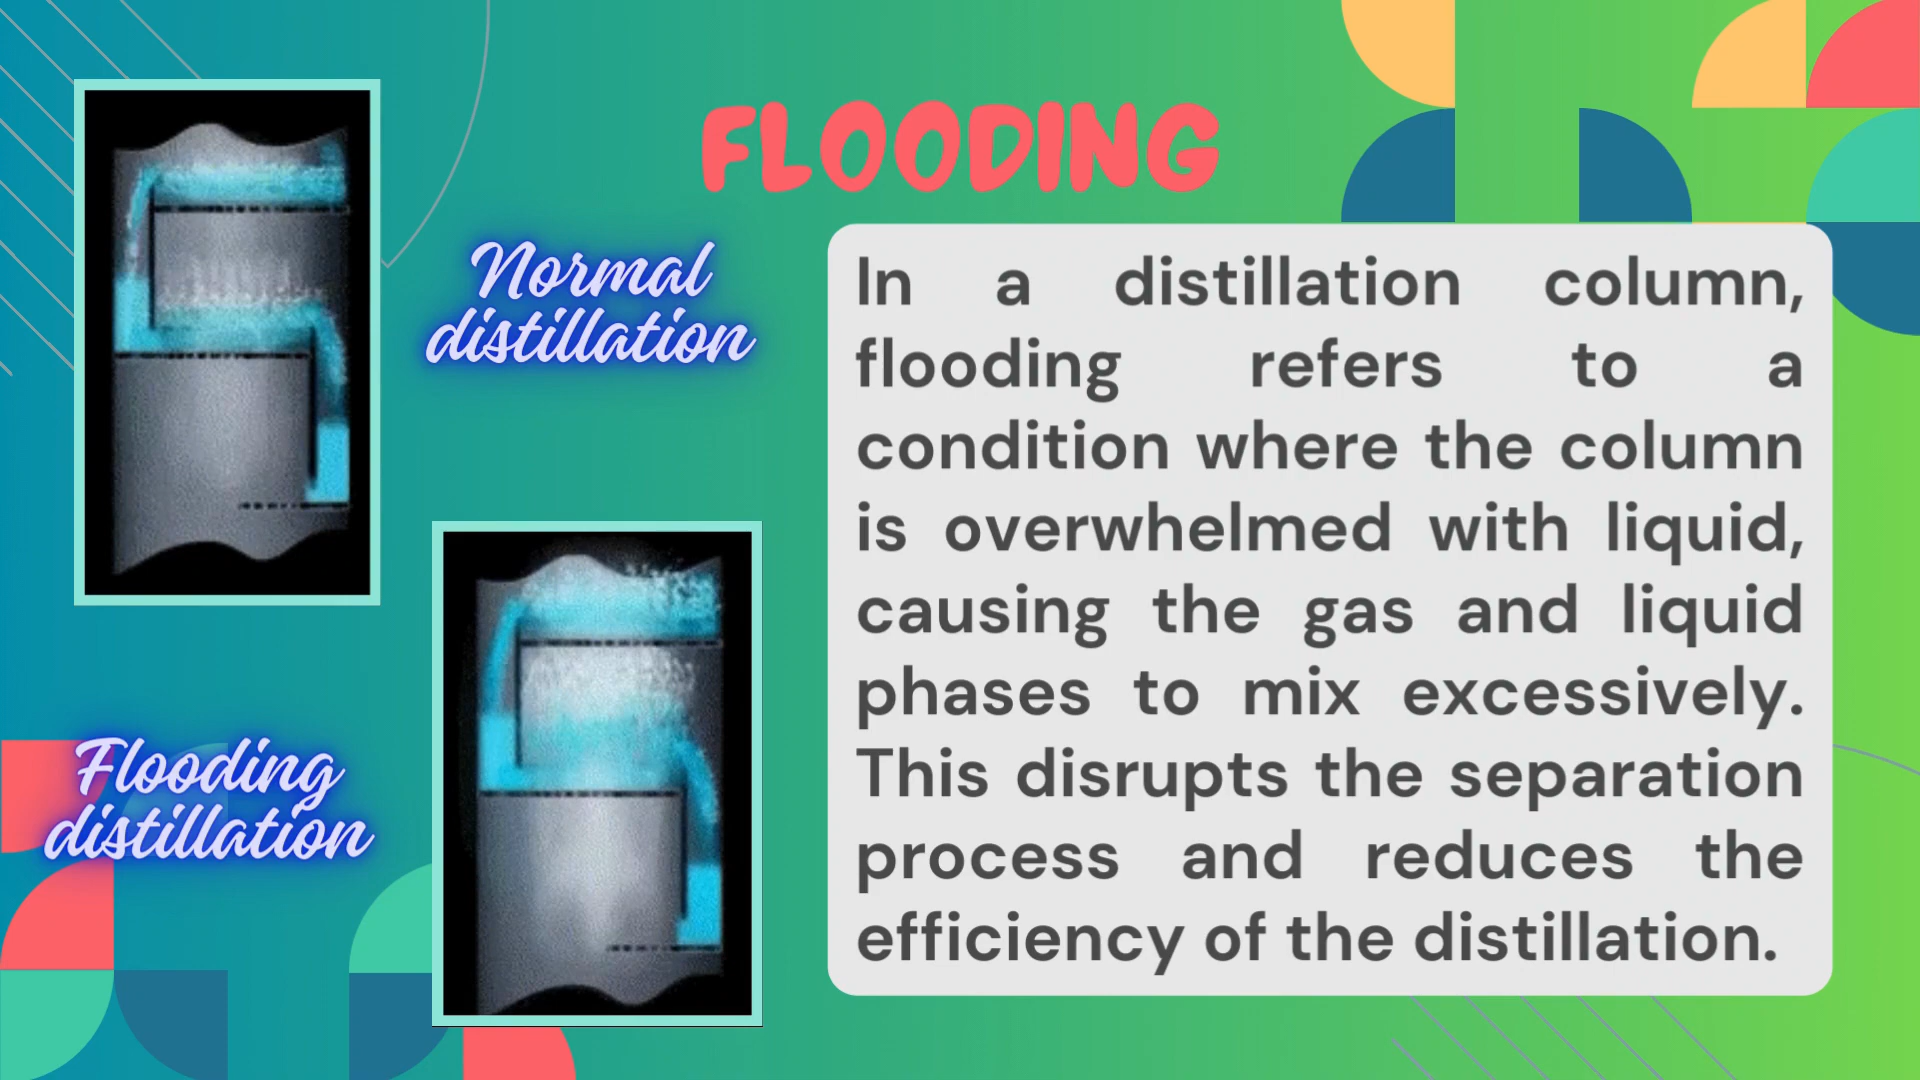 FLOODING
Normal
distillation
In a distillation column,
flooding refers to a
condition where the column
is overwhelmed with liquid,
causing the gas and liquid
phases to mix excessively.
This disrupts the separation
process and reduces the
efficiency of the distillation.
Flooding
distillation